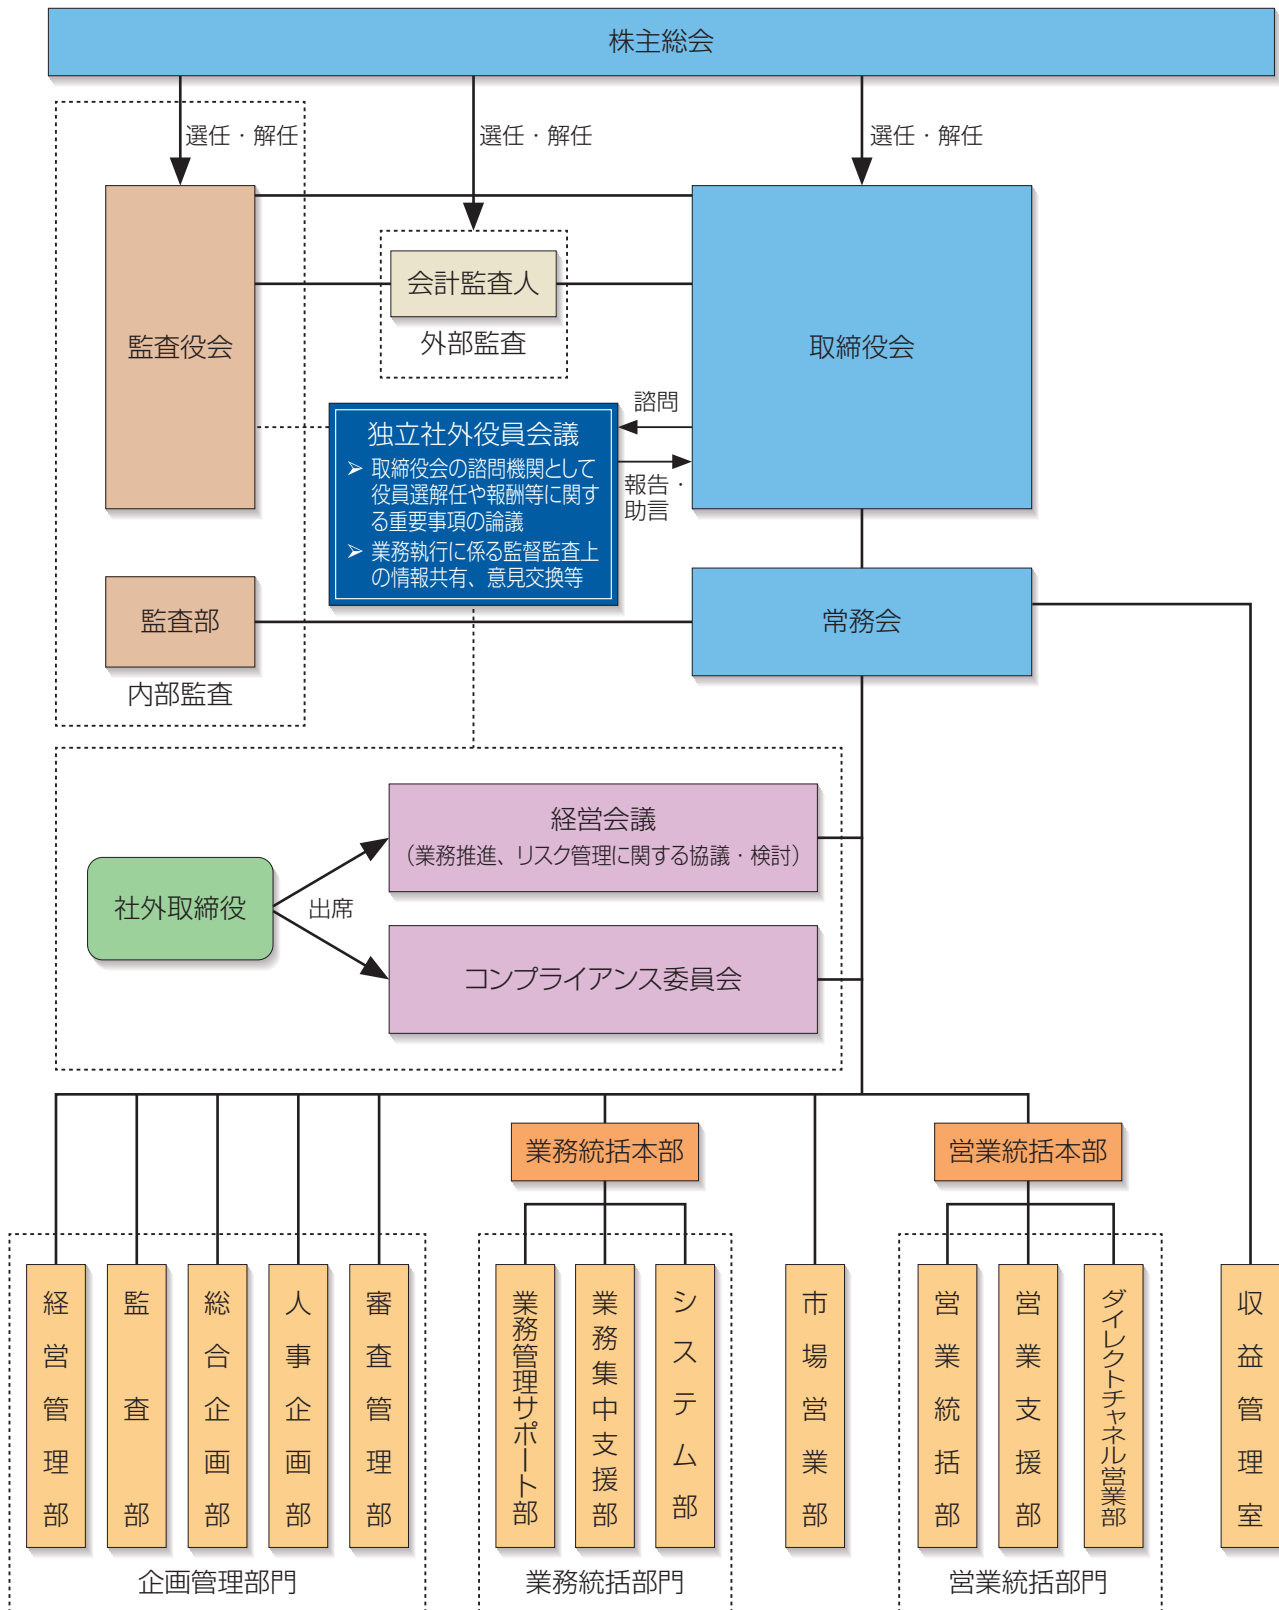 株主総会
選任・解任
選任・解任
選任・解任
監査役会
会計監査人
外部監査
取締役会
諮問
報告・
助言
独立社外役員会議
➤ 取締役会の諮問機関として
役員選解任や報酬等に関す
る重要事項の論議
➤ 業務執行に係る監督監査上
の情報共有、意見交換等
監査部
内部監査
常務会
経営会議
（業務推進、リスク管理に関する協議・検討）
社外取締役
出席
コンプライアンス委員会
業務統括本部
営業統括本部
経営管理部
監査部
総合企画部
人事企画部
審査管理部
業務管理サポート部
業務集中支援部
システム部
市場営業部
営業統括部
営業支援部
ダイレクトチャネル営業部
収益管理室
企画管理部門
業務統括部門
営業統括部門